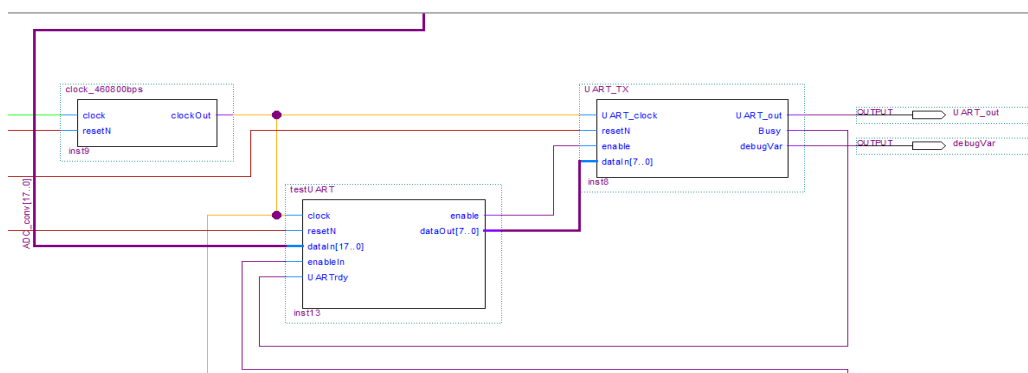 clock_460800bps
clock clockOut
resetN
inst9
UART_TX
UART_clock UART_out
resetN Busy
enable debugVar
dataIn[7..0]
inst8
OUTPUT UART_out
OUTPUT debugVar
ADC_conv[17..0]
testUART
clock enable
resetN dataOut[7..0]
dataIn[17..0]
enableIn
UARTrdy
inst13